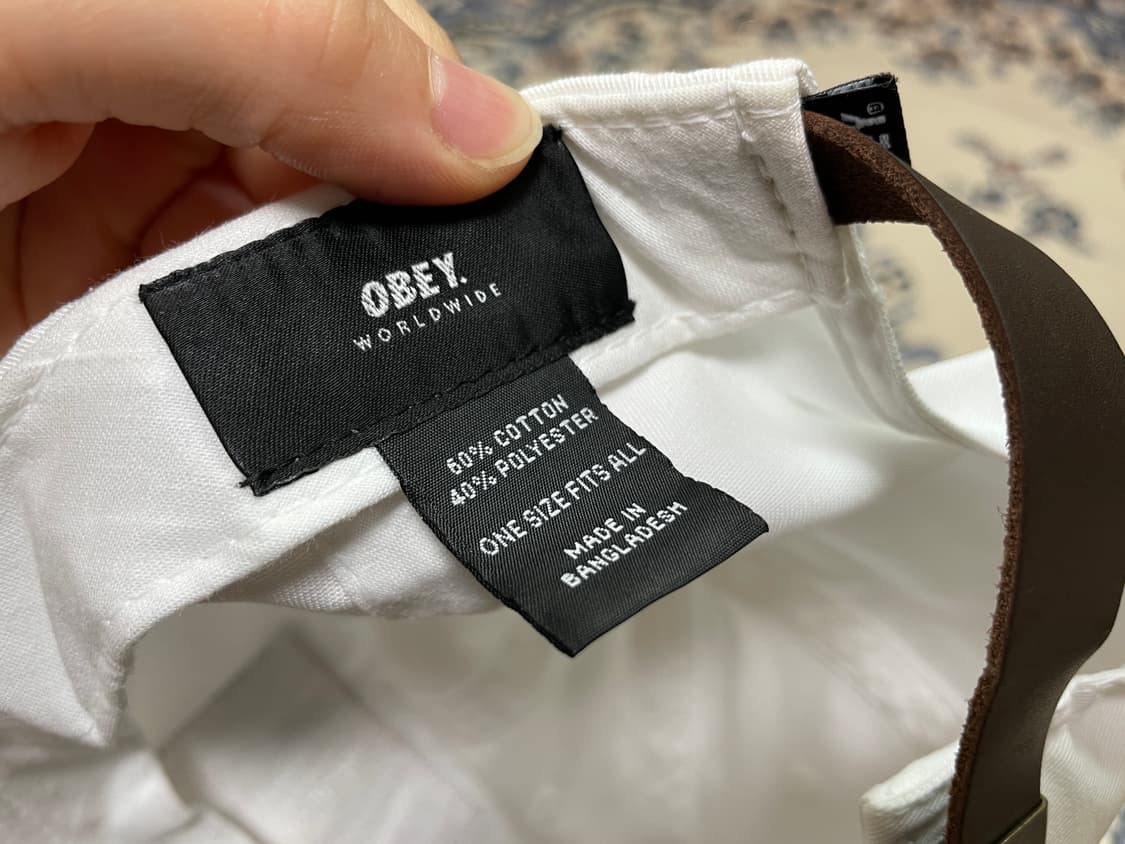 OBEY.
WORLDWIDE
60% COTTON
40% POLYESTER
ONE SIZE FITS ALL
MADE IN
BANGLADESH